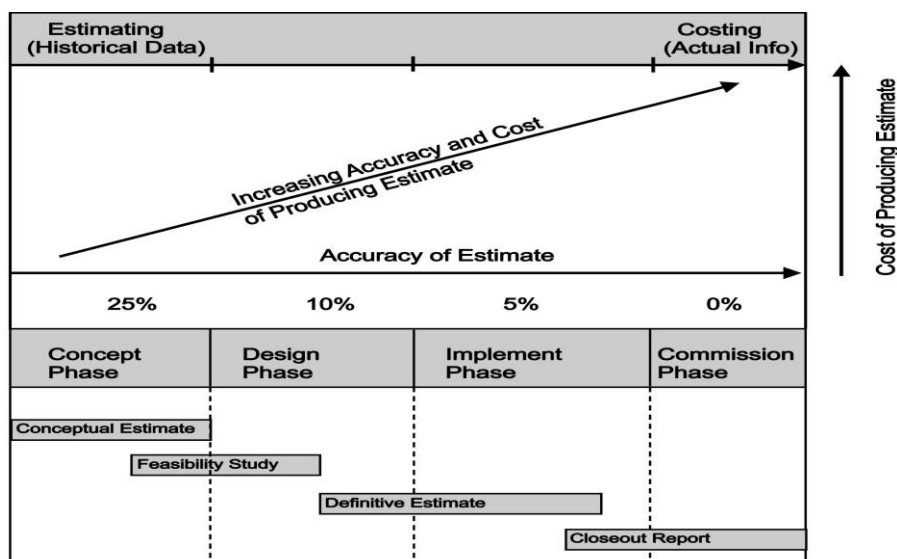 Estimating
(Historical Data)
Costing
(Actual Info)
Increasing Accuracy and Cost
of Producing Estimate
Cost of Producing Estimate
Accuracy of Estimate
25%
10%
5%
0%
Concept
Phase
Design
Phase
Implement
Phase
Commission
Phase
Conceptual Estimate
Feasibility Study
Definitive Estimate
Closeout Report